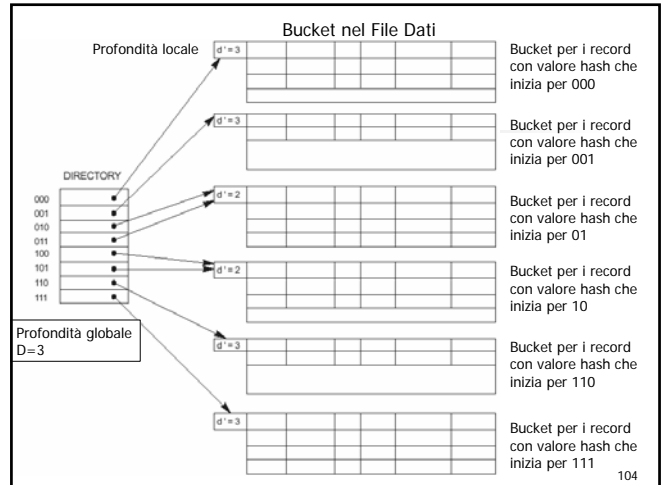 Bucket nel File Dati
Profondità locale
d'=3
Bucket per i record
con valore hash che
inizia per 000
d'=3
Bucket per i record
con valore hash che
inizia per 001
DIRECTORY
000
001
010
011
100
101
110
111
d'=2
Bucket per i record
con valore hash che
inizia per 01
d'=2
Bucket per i record
con valore hash che
inizia per 10
Profondità globale
D=3
d'=3
Bucket per i record
con valore hash che
inizia per 110
d'=3
Bucket per i record
con valore hash che
inizia per 111
104